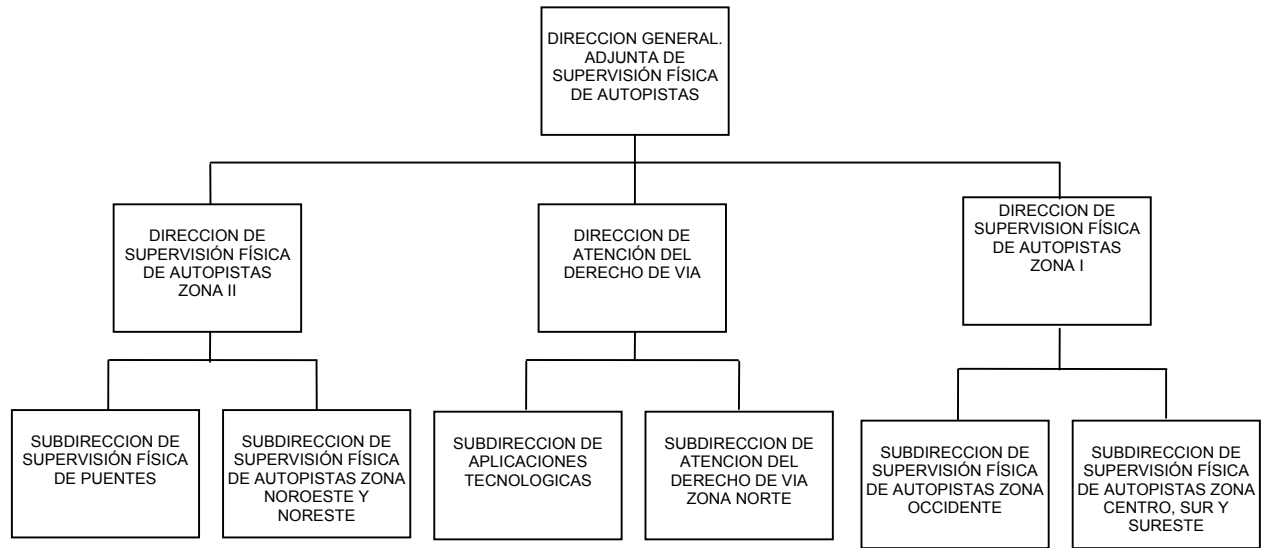 DIRECCION GENERAL.
ADJUNTA DE
SUPERVISIÓN FÍSICA
DE AUTOPISTAS
DIRECCION DE
SUPERVISIÓN FÍSICA
DE AUTOPISTAS
ZONA II
DIRECCION DE
ATENCIÓN DEL
DERECHO DE VIA
DIRECCION DE
SUPERVISION FÍSICA
DE AUTOPISTAS
ZONA I
SUBDIRECCION DE
SUPERVISIÓN FÍSICA
DE PUENTES
SUBDIRECCION DE
SUPERVISIÓN FÍSICA
DE AUTOPISTAS ZONA
NOROESTE Y
NORESTE
SUBDIRECCION DE
APLICACIONES
TECNOLOGICAS
SUBDIRECCION DE
ATENCION DEL
DERECHO DE VIA
ZONA NORTE
SUBDIRECCION DE
SUPERVISIÓN FÍSICA
DE AUTOPISTAS ZONA
OCCIDENTE
SUBDIRECCION DE
SUPERVISIÓN FÍSICA
DE AUTOPISTAS ZONA
CENTRO, SUR Y
SURESTE